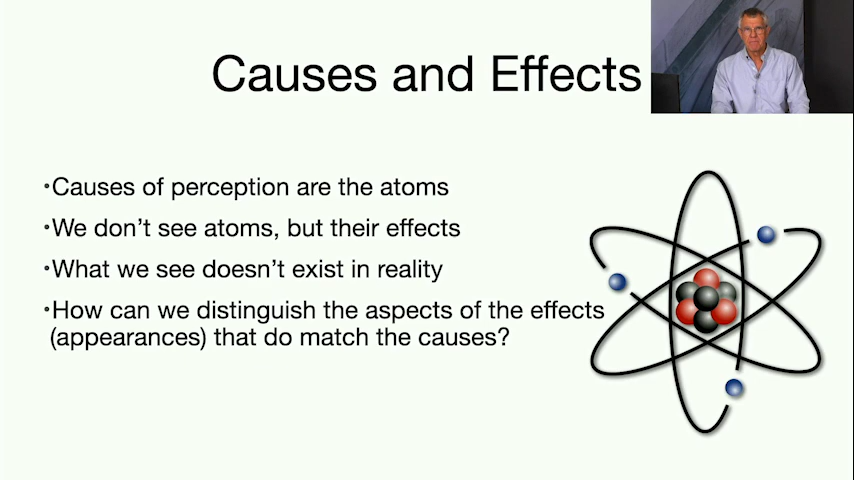 Causes and Effects
•Causes of perception are the atoms
•We don’t see atoms, but their effects
•What we see doesn’t exist in reality
•How can we distinguish the aspects of the effects
(appearances) that do match the causes?